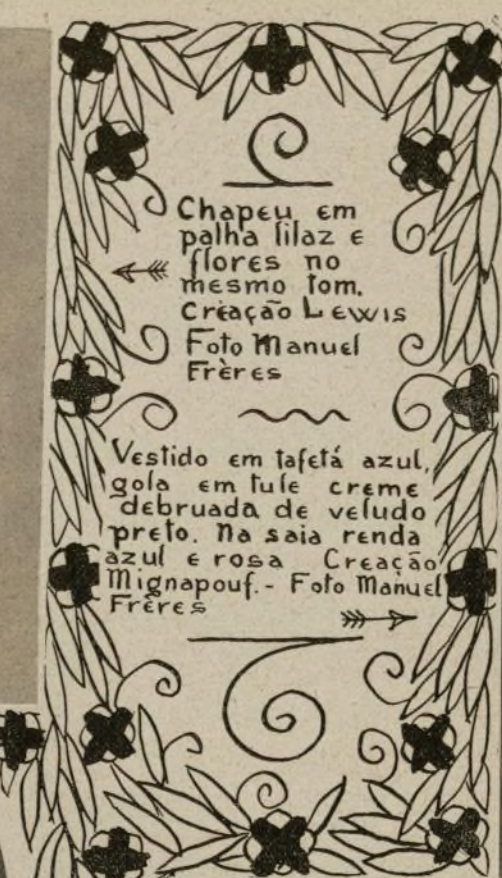 Chapeu em
palha lilaz e
flores no
mesmo tom.
Creação Lewis
Foto Manuel
Frères
Vestido em tafetá azul,
gola em tule creme
debruada de veludo
preto. Na saia renda
azul e rosa Creação
Mignapouf.- Foto Manuel
Frères